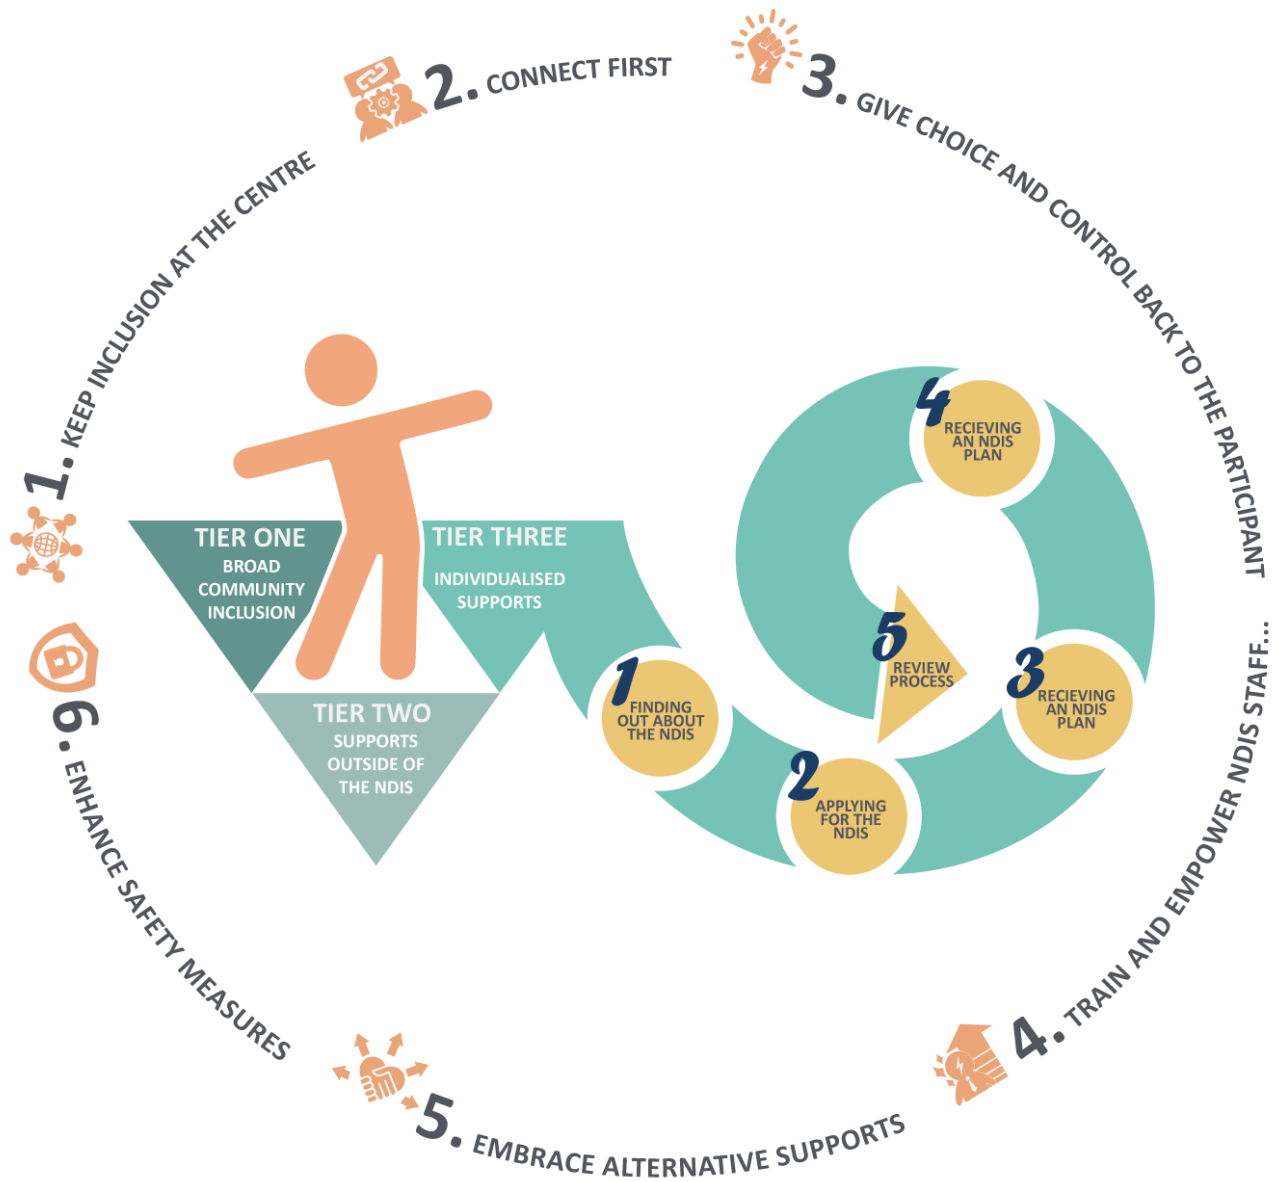 1. KEEP INCLUSION AT THE CENTRE
2. CONNECT FIRST
3. GIVE CHOICE AND CONTROL BACK TO THE PARTICIPANT
4. TRAIN AND EMPOWER NDIS STAFF...
5. EMBRACE ALTERNATIVE SUPPORTS
6. ENHANCE SAFETY MEASURES
TIER ONE
BROAD
COMMUNITY
INCLUSION
TIER TWO
SUPPORTS
OUTSIDE OF
THE NDIS
TIER THREE
INDIVIDUALISED
SUPPORTS
1
FINDING
OUT ABOUT
THE NDIS
2
APPLYING
FOR THE
NDIS
3
RECIEVING
AN NDIS
PLAN
4
RECIEVING
AN NDIS
PLAN
5
REVIEW
PROCESS